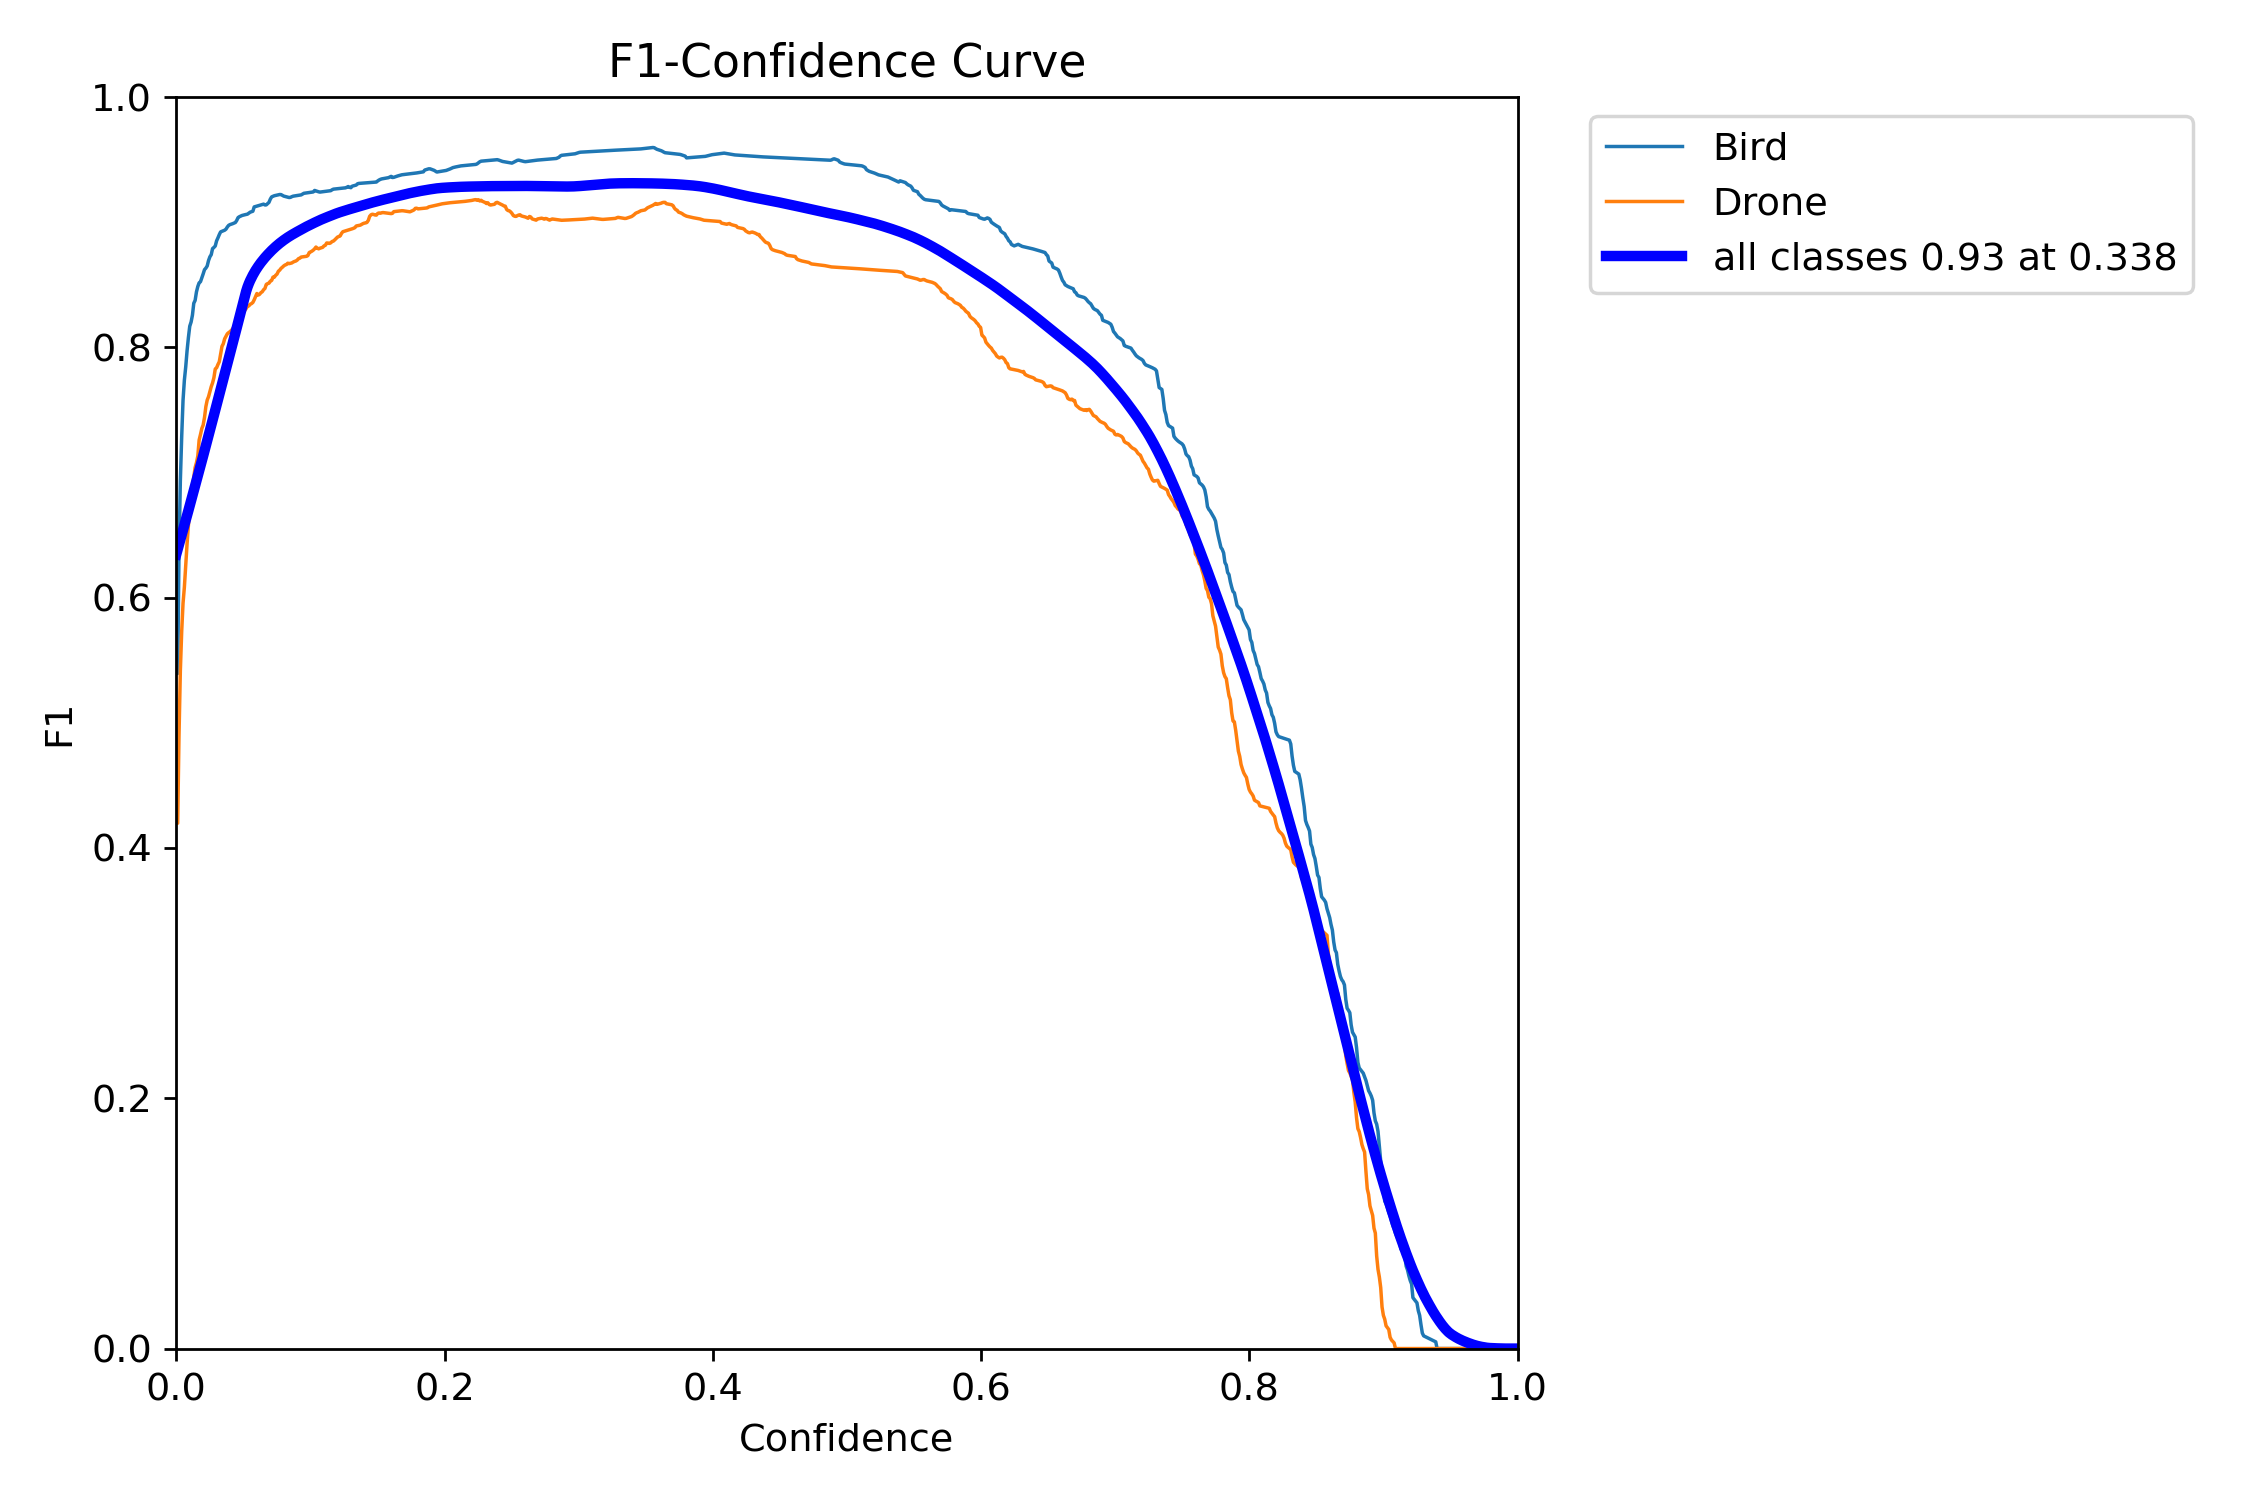 F1-Confidence Curve
1.0
0.8
0.6
0.4
0.2
0.0
F1
0.0 0.2 0.4 0.6 0.8 1.0
Confidence
Bird
Drone
all classes 0.93 at 0.338